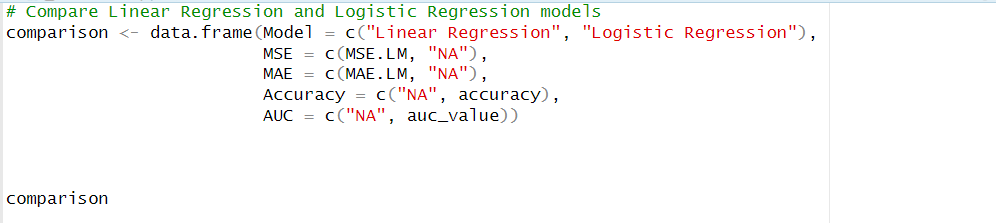 # Compare Linear Regression and Logistic Regression models
comparison <- data.frame(Model = c("Linear Regression", "Logistic Regression"),
                         MSE = c(MSE.LM, "NA"),
                         MAE = c(MAE.LM, "NA"),
                         Accuracy = c("NA", accuracy),
                         AUC = c("NA", auc_value))
comparison